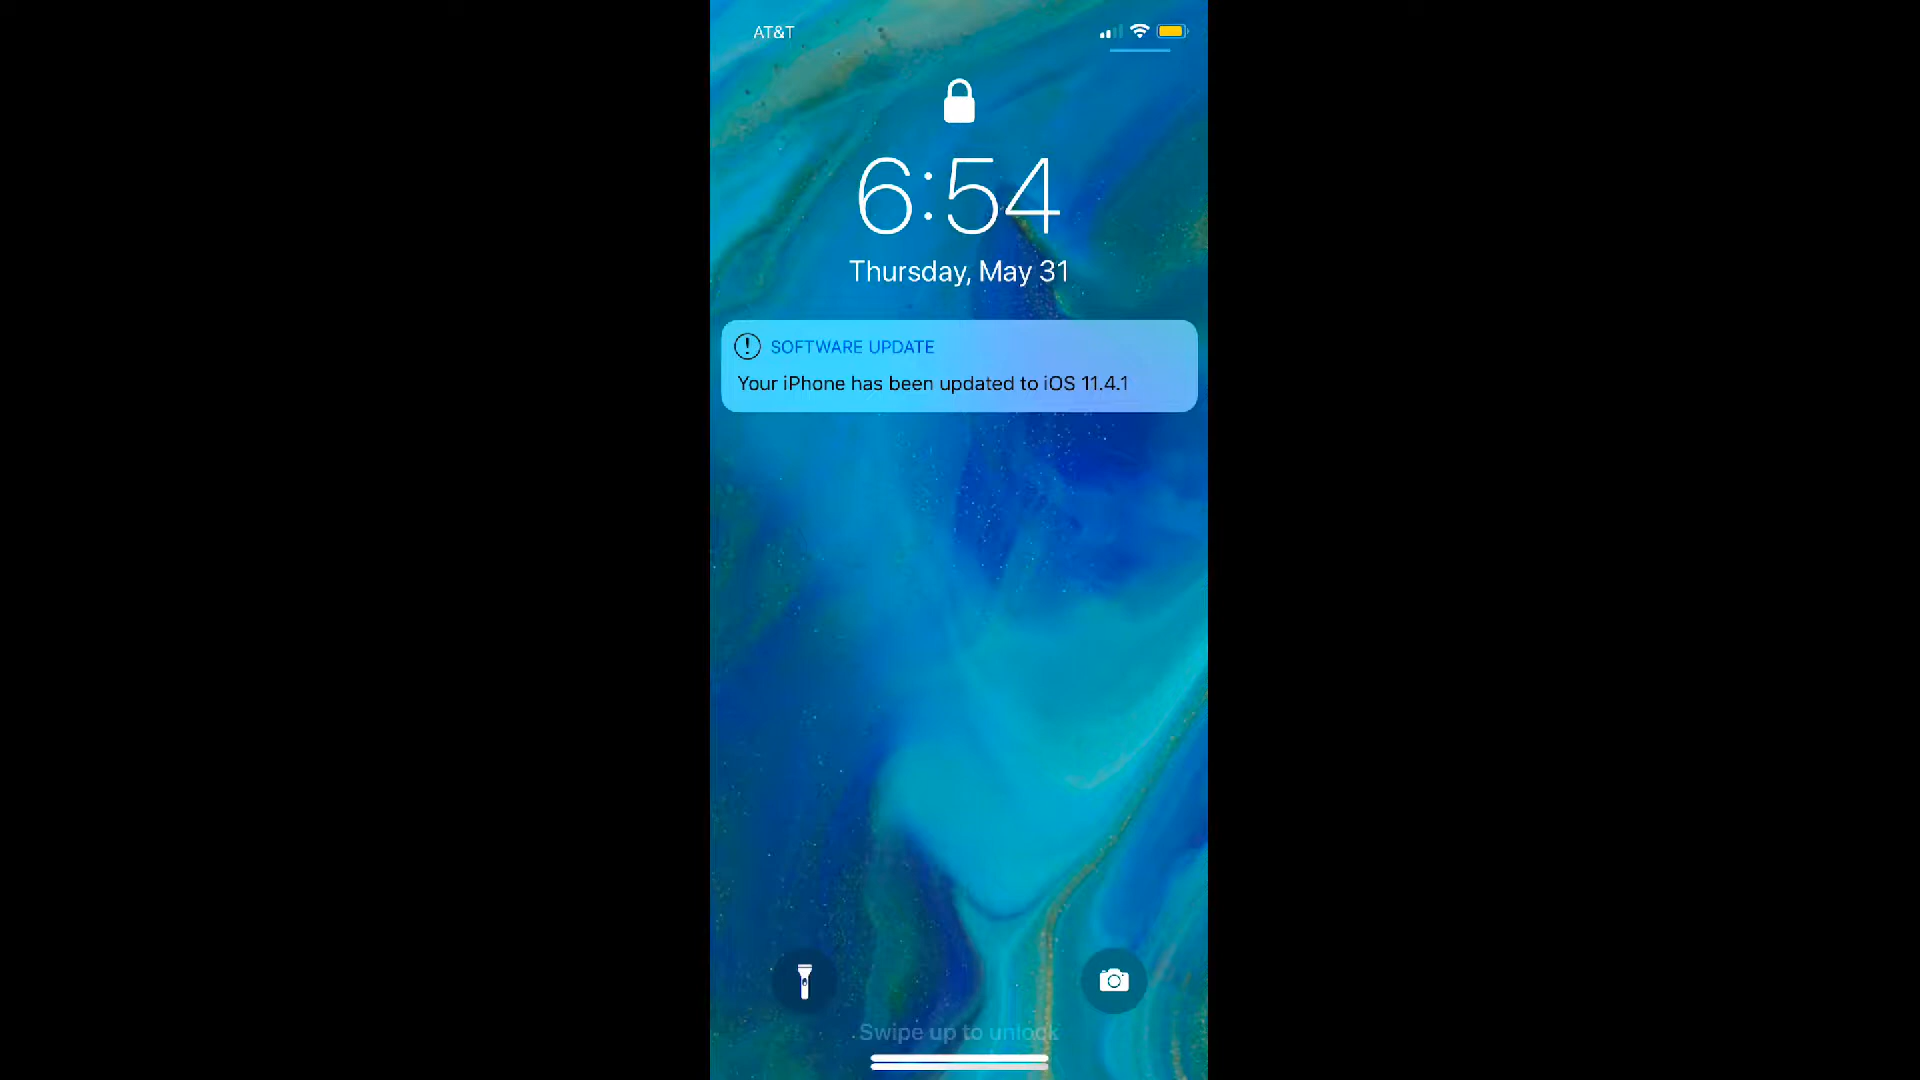 AT&T
6:54
Thursday, May 31
SOFTWARE UPDATE
Your iPhone has been updated to iOS 11.4.1
Swipe up to unlock